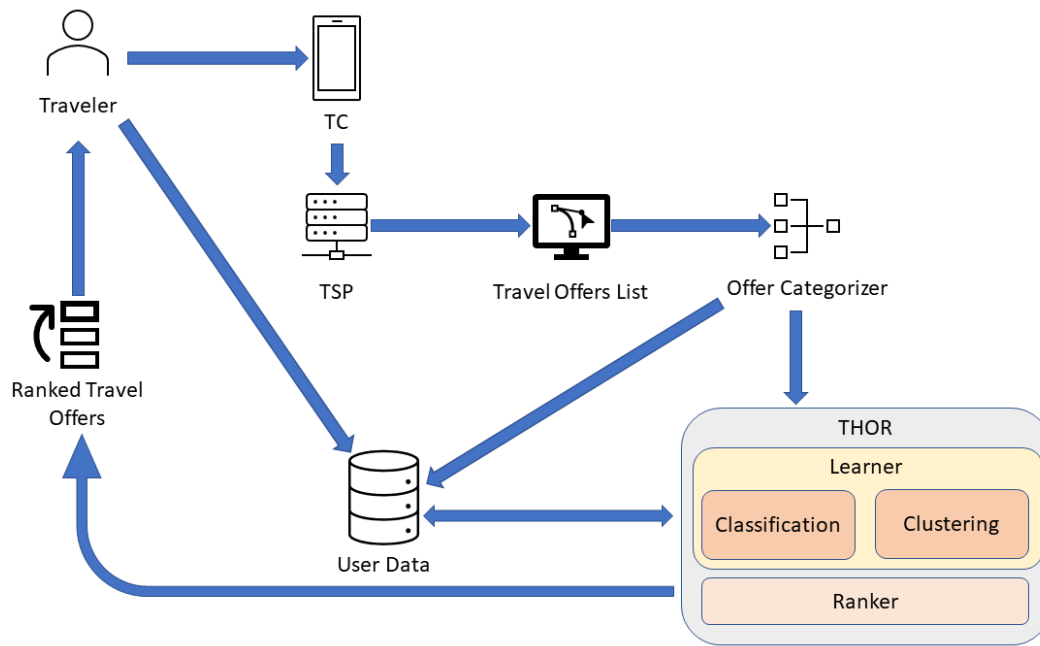 Traveler
TC
TSP
Travel Offers List
Offer Categorizer
Ranked Travel
Offers
THOR
Learner
Classification
Clustering
User Data
Ranker